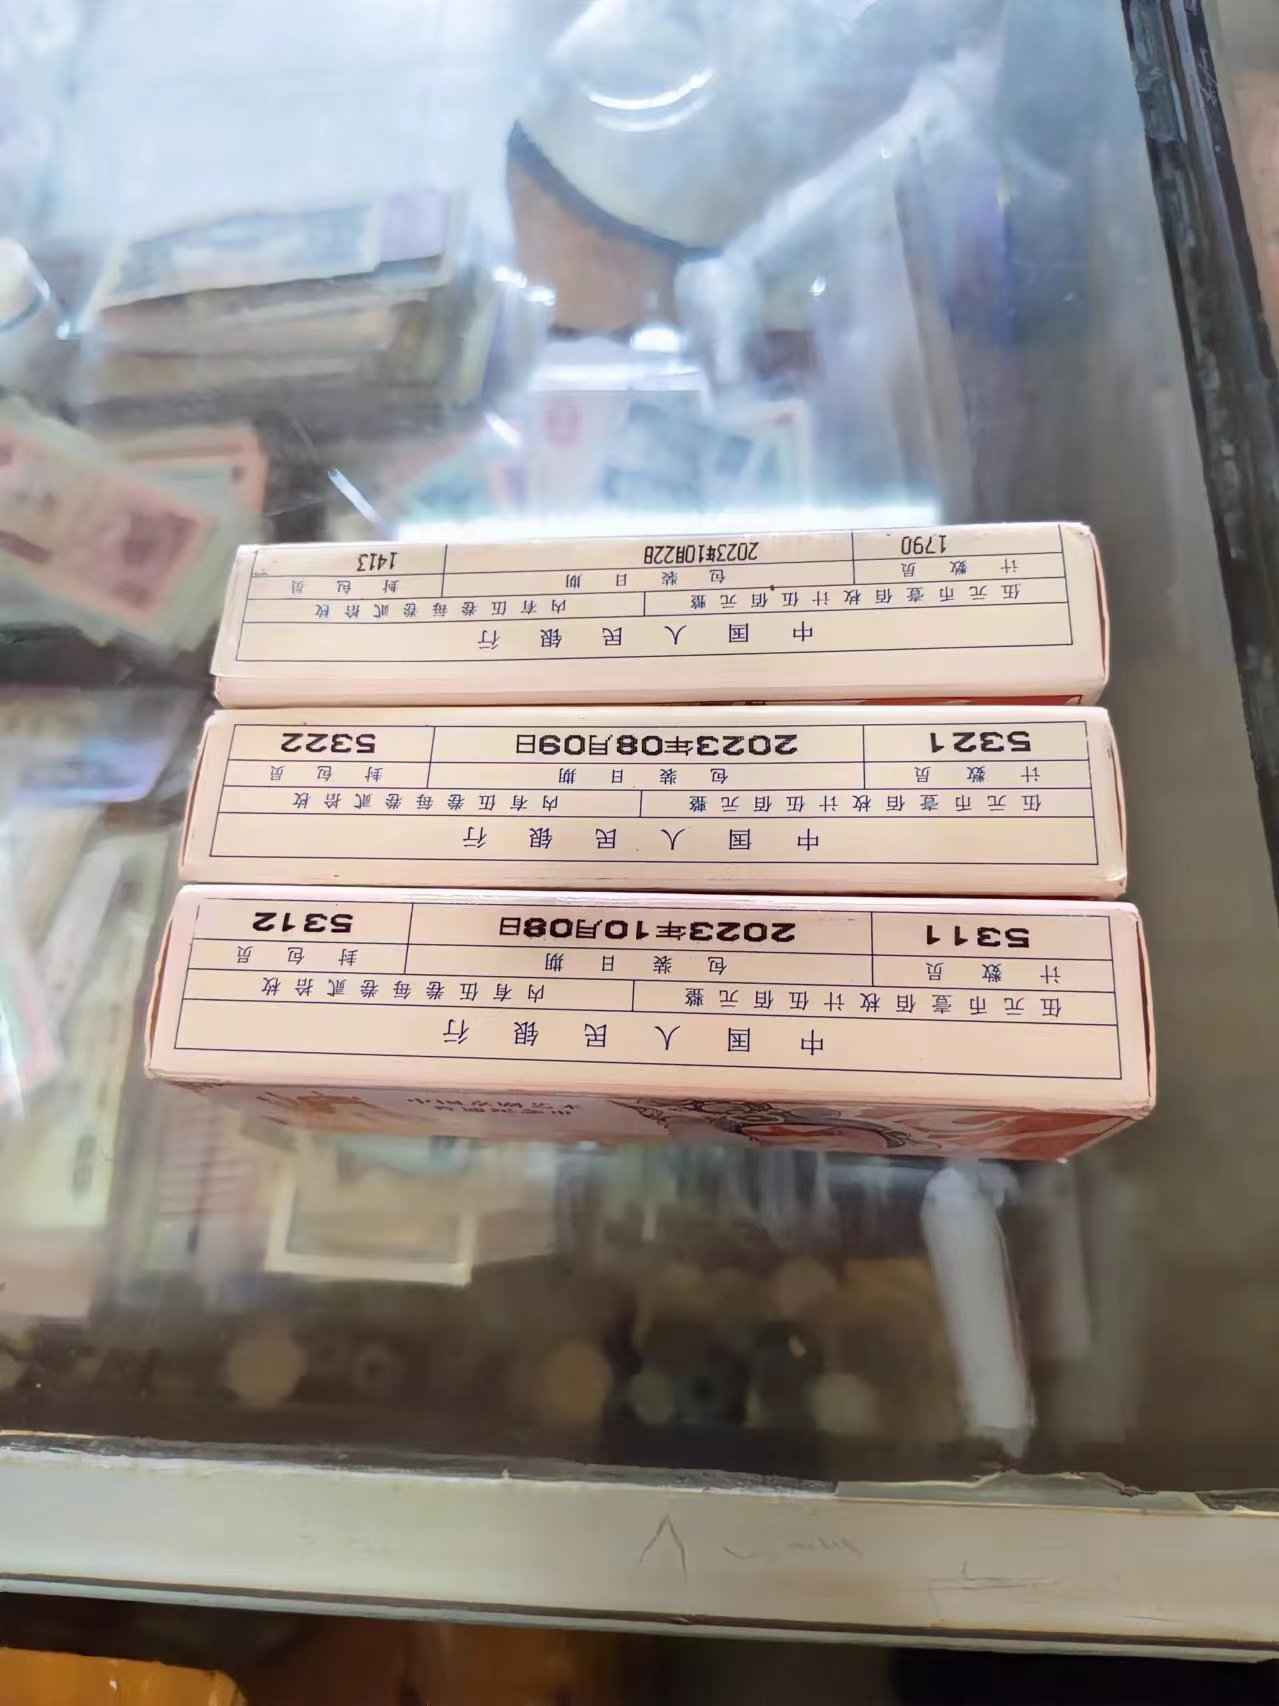 中国人民银行
伍元币壹佰枚计伍佰元整 内有伍卷每卷贰拾枚
计数员 包装日期 封包员
5311 2023年10月08日 5312
中国人民银行
伍元币壹佰枚计伍佰元整 内有伍卷每卷贰拾枚
计数员 包装日期 封包员
5321 2023年08月09日 5322
中国人民银行
伍元币壹佰枚计伍佰元整 内有伍卷每卷贰拾枚
计数员 包装日期 封包员
1790 2023年10月22日 1413